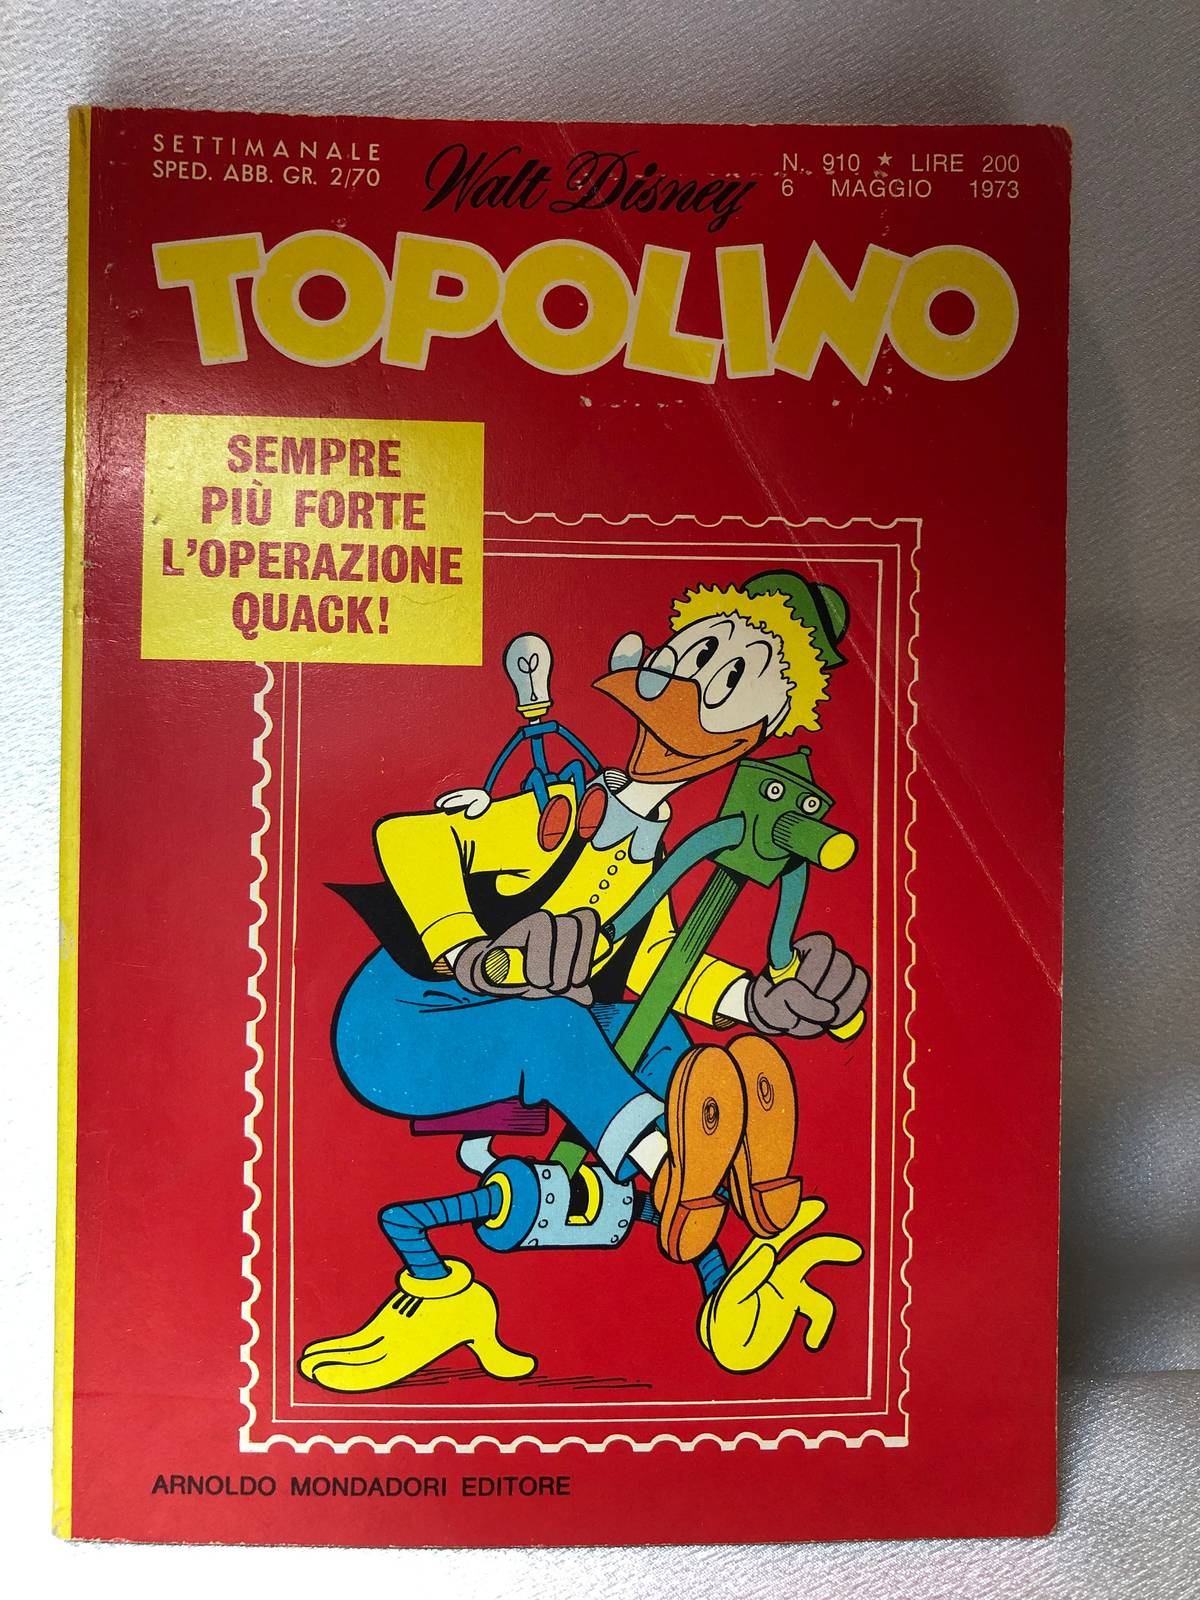 SETTIMANALE
SPED. ABB. GR. 2/70
Walt Disney
N. 910 ★ LIRE 200
6 MAGGIO 1973
TOPOLINO
SEMPRE
PIÙ FORTE
L'OPERAZIONE
QUACK!
ARNOLDO MONDADORI EDITORE